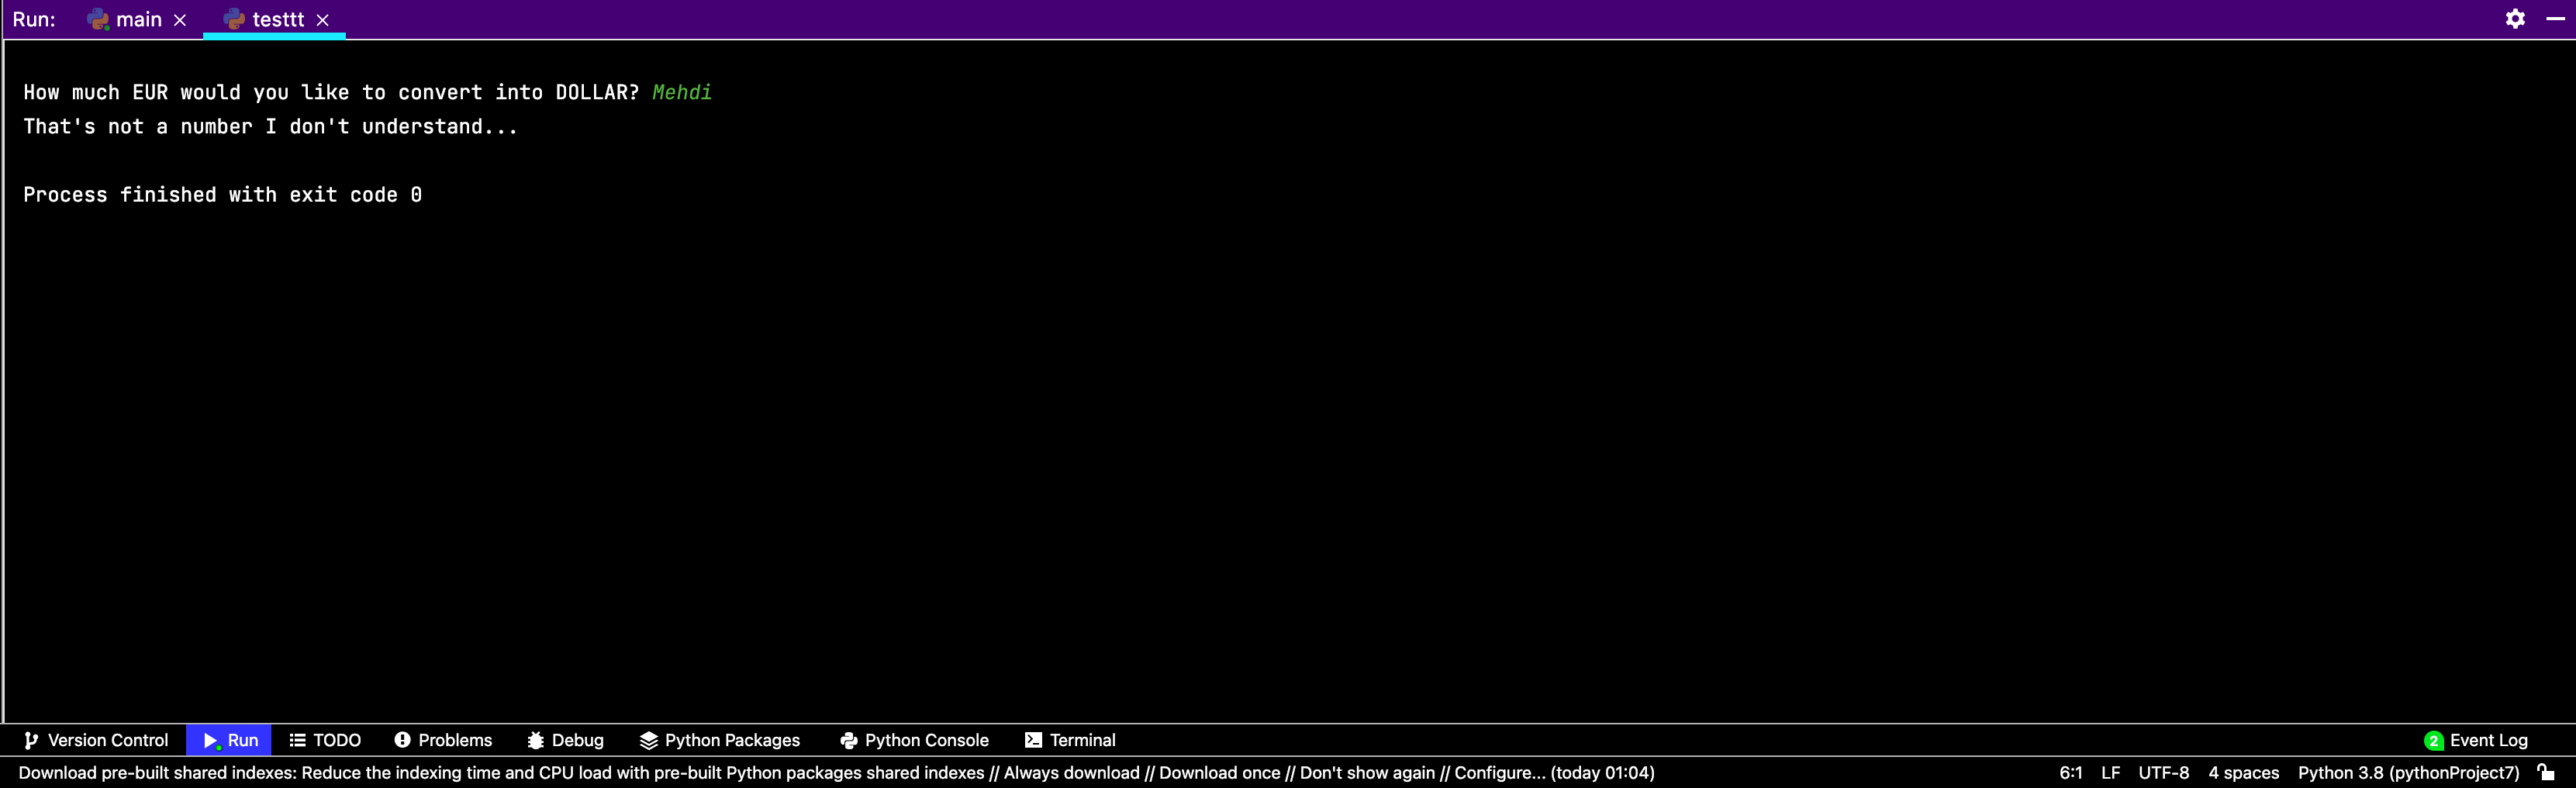 Run: main testtt
How much EUR would you like to convert into DOLLAR? Mehdi
That's not a number I don't understand...
Process finished with exit code 0
Version Control Run TODO Problems Debug Python Packages Python Console Terminal 2 Event Log
Download pre-built shared indexes: Reduce the indexing time and CPU load with pre-built Python packages shared indexes // Always download // Download once // Don't show again // Configure... (today 01:04) 6:1 LF UTF-8 4 spaces Python 3.8 (pythonProject7)